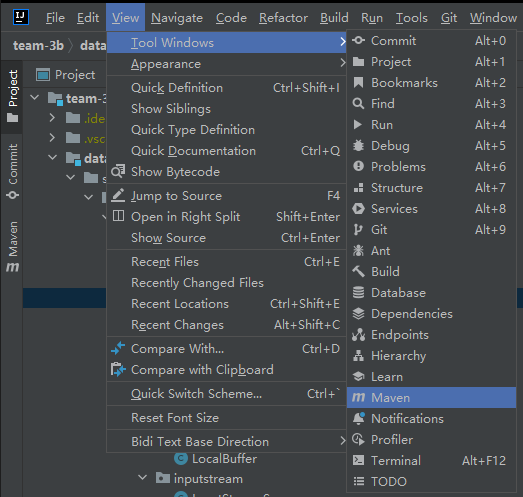 IJ File Edit View Navigate Code Refactor Build Run Tools Git Window
team-3b data
Project
Commit
Maven
Project
team-3
.ide
.vsc
data
s
Tool Windows
Appearance
Quick Definition Ctrl+Shift+I
Show Siblings
Quick Type Definition
Quick Documentation Ctrl+Q
Show Bytecode
Jump to Source F4
Open in Right Split Shift+Enter
Show Source Ctrl+Enter
Recent Files Ctrl+E
Recently Changed Files
Recent Locations Ctrl+Shift+E
Recent Changes Alt+Shift+C
Compare With... Ctrl+D
Compare with Clipboard
Quick Switch Scheme... Ctrl+`
Reset Font Size
Bidi Text Base Direction
Commit Alt+0
Project Alt+1
Bookmarks Alt+2
Find Alt+3
Run Alt+4
Debug Alt+5
Problems Alt+6
Structure Alt+7
Services Alt+8
Git Alt+9
Ant
Build
Database
Dependencies
Endpoints
Hierarchy
Learn
Maven
Notifications
Profiler
Terminal Alt+F12
TODO
LocalBuffer
inputstream